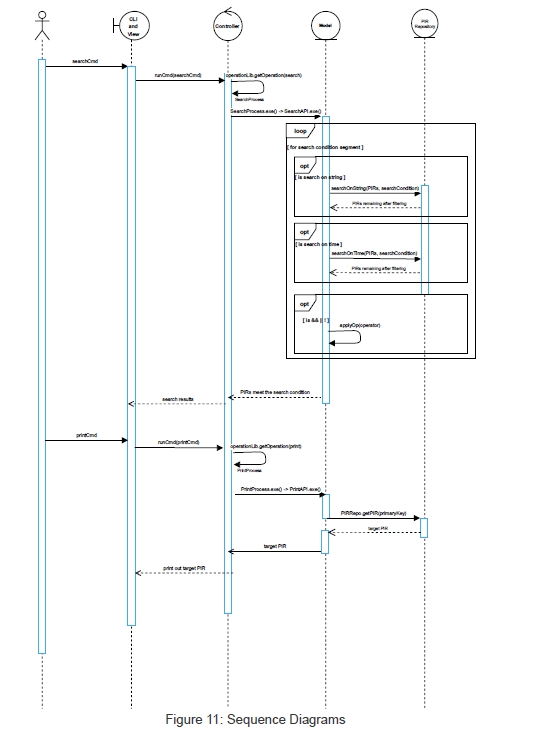 CLI
and
View
Controller
Model
PIR
Repository
searchCmd
runCmd(searchCmd)
operationLib.getOperation(search)
SearchProcess
SearchProcess.exe() -> SearchAPI.exe()
loop
[ for search condition segment ]
opt
[ is search on string ]
searchOnString(PIRs, searchCondition)
PIRs remaining after filtering
opt
[ is search on time ]
searchOnTime(PIRs, searchCondition)
PIRs remaining after filtering
opt
[ is && || ! ]
applyOp(operator)
PIRs meet the search condition
search results
printCmd
runCmd(printCmd)
operationLib.getOperation(print)
PrintProcess
PrintProcess.exe() -> PrintAPI.exe()
PIRRepo.getPIR(primaryKey)
target PIR
target PIR
print out target PIR
Figure 11: Sequence Diagrams